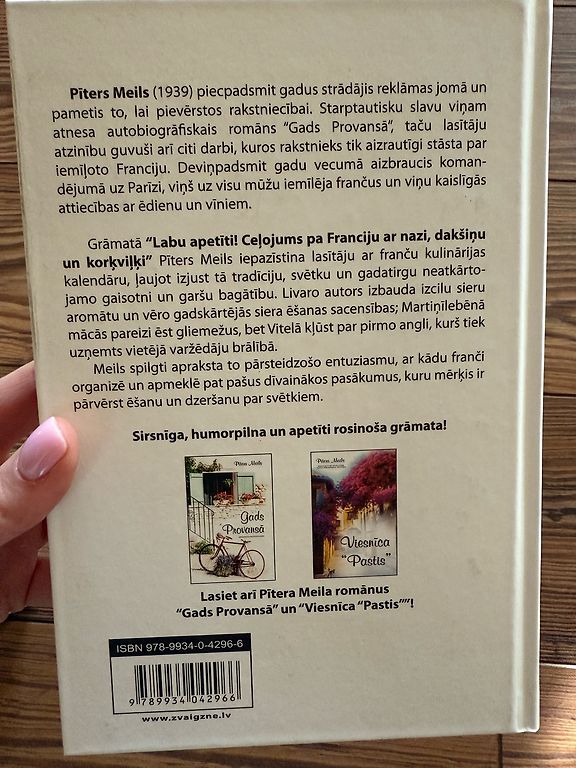 Pīters Meils (1939) piecpadsmit gadus strādājis reklāmas jomā un
pametis to, lai pievērstos rakstniecībai. Starptautisku slavu viņam
atnesa autobiogrāfiskais romāns “Gads Provansā”, taču lasītāju
atzinību guvuši arī citi darbi, kuros rakstnieks tik aizrautīgi stāsta par
iemīļoto Franciju. Deviņpadsmit gadu vecumā aizbraucis koman-
dējumā uz Parīzi, viņš uz visu mūžu iemīlēja frančus un viņu kaislīgās
attiecības ar ēdienu un vīniem.
Grāmatā “Labu apetīti! Ceļojums pa Franciju ar nazi, dakšiņu
un korķviļķi” Pīters Meils iepazīstina lasītāju ar franču kulinārijas
kalendāru, ļaujot izjust tā tradīciju, svētku un gadatirgu neatkārto-
jamo gaisotni un garšu bagātību. Livaro autors izbauda izcilu sieru
aromātu un vēro gadskārtējās siera ēšanas sacensības; Martiņilebēnā
mācās pareizi ēst gliemežus, bet Vitelā kļūst par pirmo angli, kurš tiek
uzņemts vietējā varžēdāju brālībā.
Meils spilgti apraksta to pārsteidzošo entuziasmu, ar kādu franči
organizē un apmeklē pat pašus dīvainākos pasākumus, kuru mērķis ir
pārvērst ēšanu un dzeršanu par svētkiem.
Sirsnīga, humorpilna un apetīti rosinoša grāmata!
Pīters Meils
Gads
Provansā
Pīters Meils
Viesnīca
“Pastis”
Lasiet arī Pītera Meila romānus
“Gads Provansā” un “Viesnīca “Pastis””!
ISBN 978-9934-0-4296-6
9 789934 042966
www.zvaigzne.lv